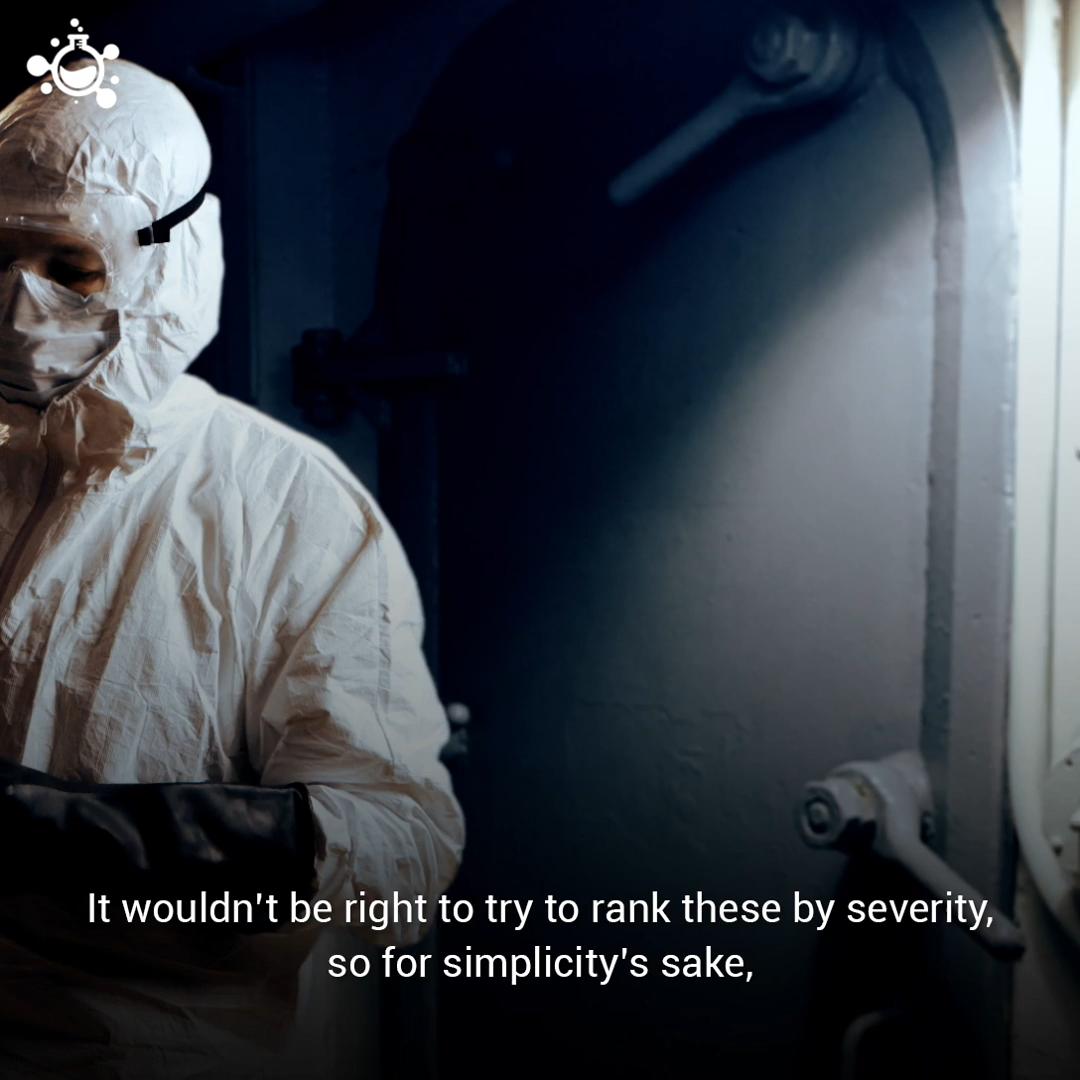 It wouldn't be right to try to rank these by severity,
so for simplicity's sake,